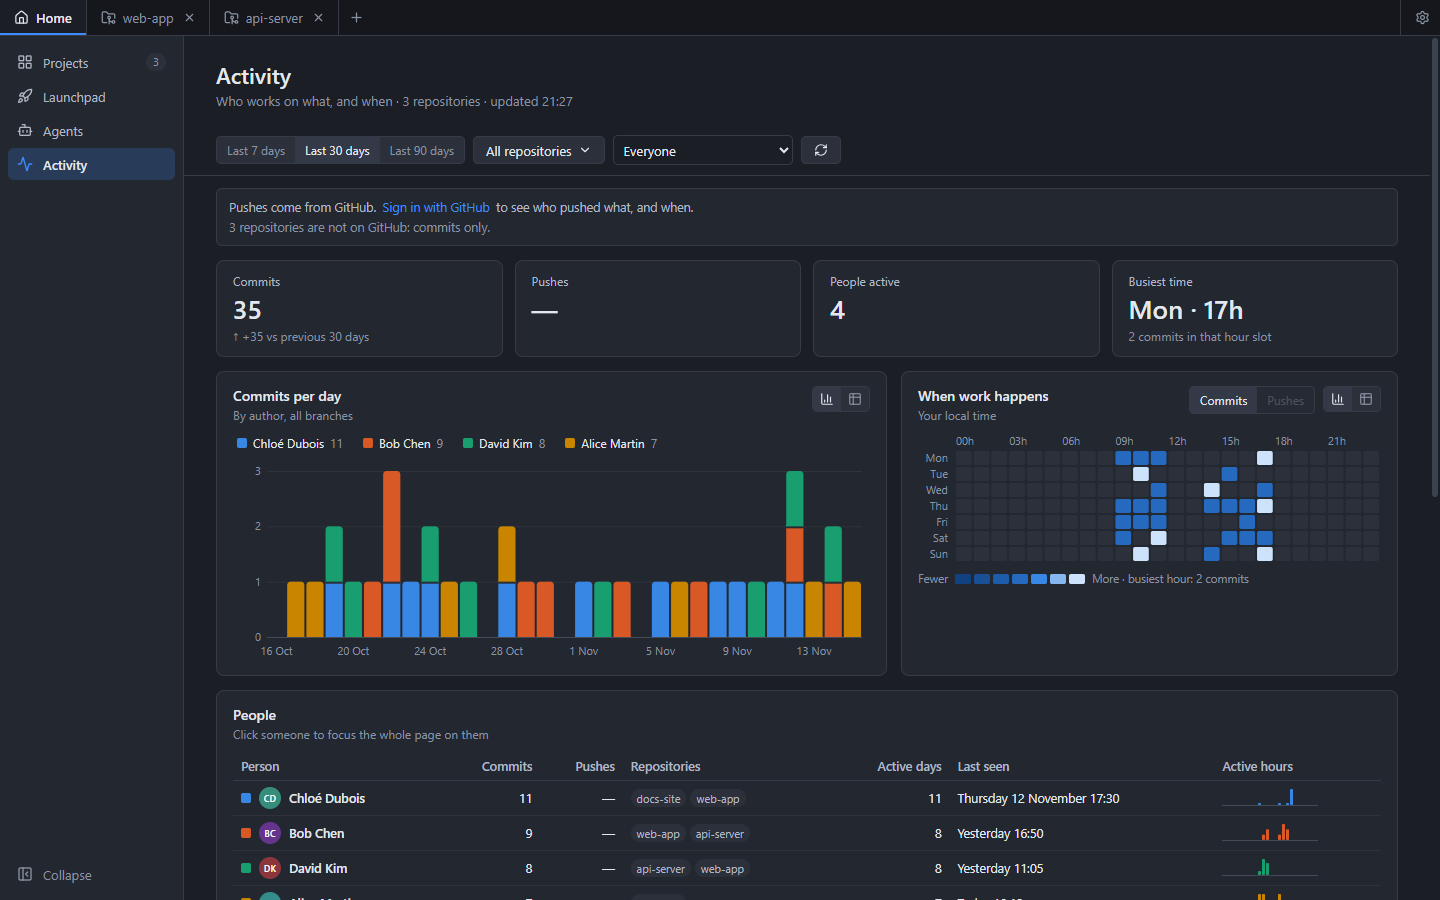 Home
web-app
api-server
Projects
3
Launchpad
Agents
Activity
Collapse
Activity
Who works on what, and when · 3 repositories · updated 21:27
Last 7 days
Last 30 days
Last 90 days
All repositories
Everyone
Pushes come from GitHub. Sign in with GitHub to see who pushed what, and when.
3 repositories are not on GitHub: commits only.
Commits
35
↑ +35 vs previous 30 days
Pushes
—
People active
4
Busiest time
Mon · 17h
2 commits in that hour slot
Commits per day
By author, all branches
Chloé Dubois 11
Bob Chen 9
David Kim 8
Alice Martin 7
3
2
1
0
16 Oct
20 Oct
24 Oct
28 Oct
1 Nov
5 Nov
9 Nov
13 Nov
When work happens
Your local time
Commits
Pushes
00h 03h 06h 09h 12h 15h 18h 21h
Mon
Tue
Wed
Thu
Fri
Sat
Sun
Fewer
More · busiest hour: 2 commits
People
Click someone to focus the whole page on them
Person Commits Pushes Repositories Active days Last seen Active hours
CD Chloé Dubois 11 — docs-site web-app 11 Thursday 12 November 17:30
BC Bob Chen 9 — web-app api-server 8 Yesterday 16:50
DK David Kim 8 — api-server web-app 8 Yesterday 11:05